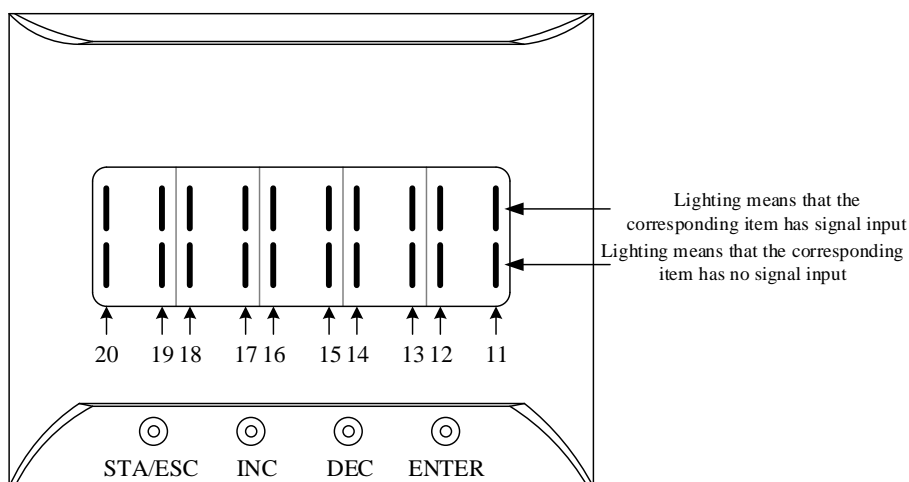 Lighting means that the
corresponding item has signal input
Lighting means that the corresponding
item has no signal input
20 19 18 17 16 15 14 13 12 11
STA/ESC INC DEC ENTER